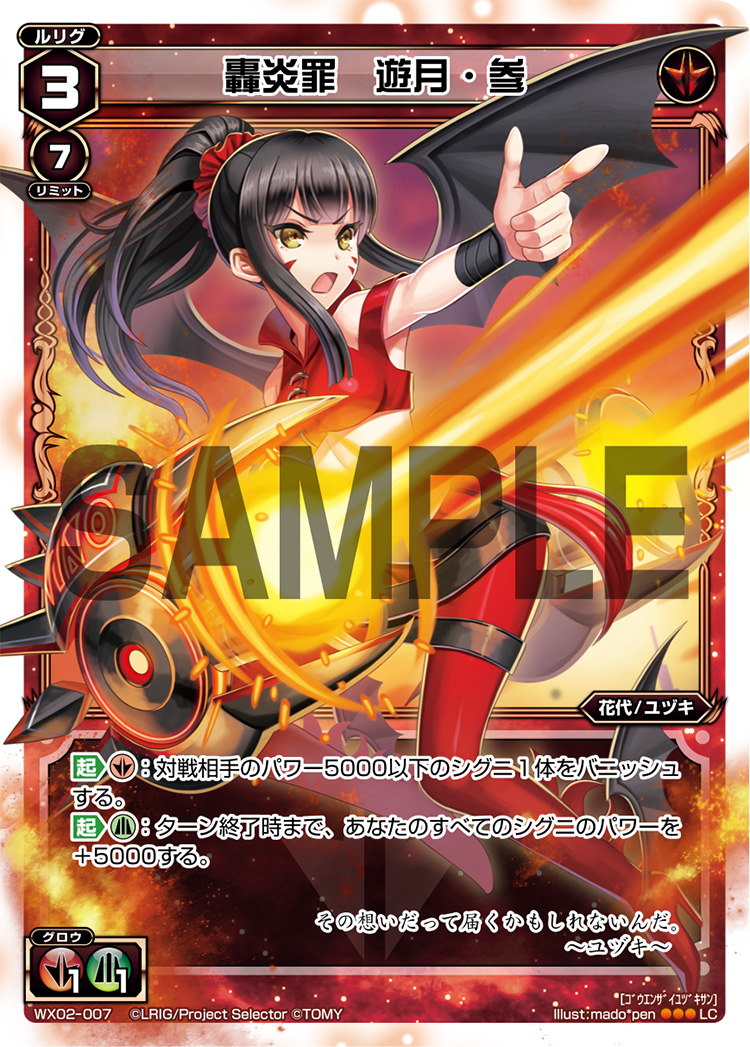 ルリグ
3
轟炎罪 遊月・参
7
リミット
SAMPLE
花代/ユヅキ
起:対戦相手のパワー5000以下のシグニ1体をバニッシュ
する。
起:ターン終了時まで、あなたのすべてのシグニのパワーを
+5000する。
その想いだって届くかもしれないんだ。
~ユヅキ~
グロウ
1 1
[ゴウエンザイユヅキサン]
WX02-007 ©LRIG/Project Selector ©TOMY Illust:mado*pen LC